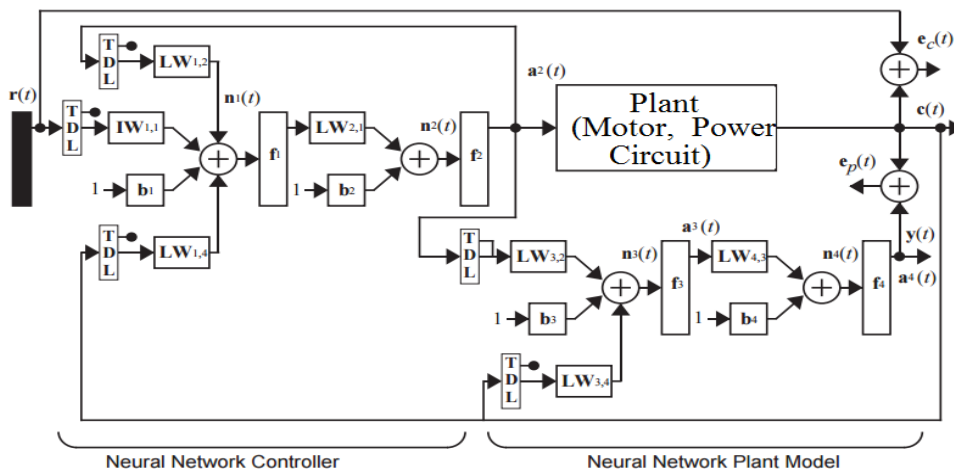 e_c(t)
T D L
LW1,2
r(t)
n1(t)
a²(t)
Plant
(Motor, Power
Circuit)
c(t)
T D L
IW1,1
f1
LW2,1
n²(t)
f2
e_p(t)
1
b1
1
b2
T D L
LW1,4
a³(t)
y(t)
T D L
LW3,2
n3(t)
f3
LW4,3
n4(t)
f4
a4(t)
1
b3
1
b4
T D L
LW3,4
Neural Network Controller
Neural Network Plant Model